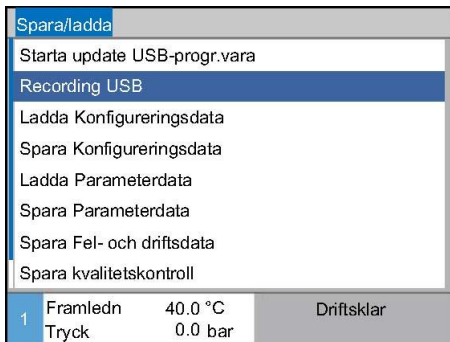 Spara/ladda
Starta update USB-progr.vara
Recording USB
Ladda Konfigureringsdata
Spara Konfigureringsdata
Ladda Parameterdata
Spara Parameterdata
Spara Fel- och driftsdata
Spara kvalitetskontroll
1 Framledn 40.0 °C Driftsklar
Tryck 0.0 bar